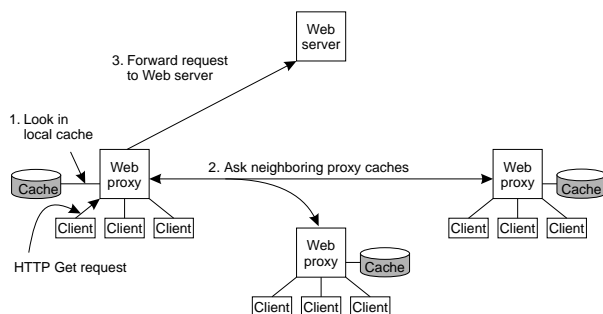 Web
server
3. Forward request
to Web server
1. Look in
local cache
Web
proxy
2. Ask neighboring proxy caches
Web
proxy
Cache
Cache
Client
Client
Client
Client
Client
Client
HTTP Get request
Web
proxy
Cache
Client
Client
Client